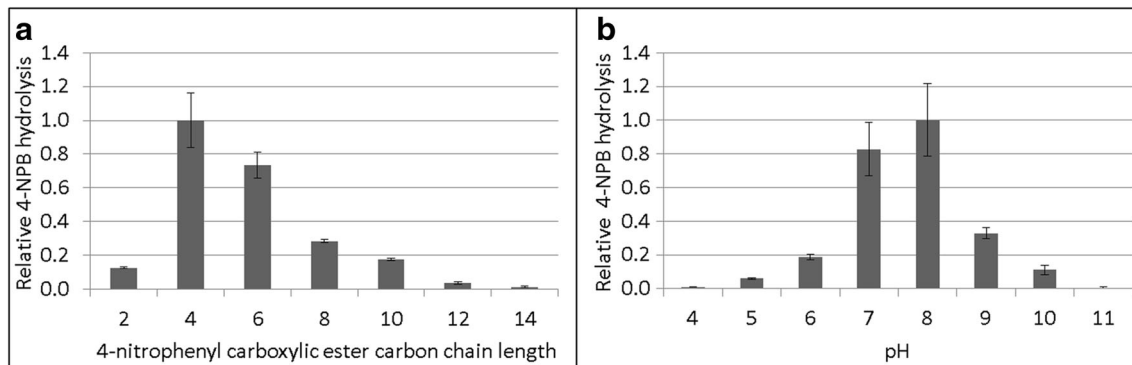 a
Relative 4-NPB hydrolysis
1.4
1.2
1.0
0.8
0.6
0.4
0.2
0.0
2 4 6 8 10 12 14
4-nitrophenyl carboxylic ester carbon chain length
b
Relative 4-NPB hydrolysis
1.4
1.2
1.0
0.8
0.6
0.4
0.2
0.0
4 5 6 7 8 9 10 11
pH